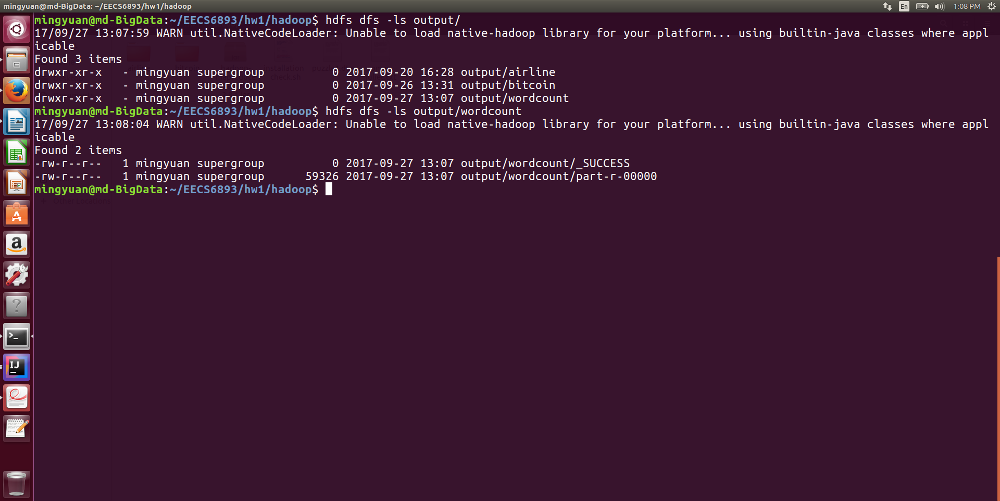 mingyuan@md-BigData: ~/EECS6893/hw1/hadoop
En
1:08 PM
mingyuan@md-BigData:~/EECS6893/hw1/hadoop$ hdfs dfs -ls output/
17/09/27 13:07:59 WARN util.NativeCodeLoader: Unable to load native-hadoop library for your platform... using builtin-java classes where appl
icable
Found 3 items
drwxr-xr-x   - mingyuan supergroup          0 2017-09-20 16:28 output/airline
drwxr-xr-x   - mingyuan supergroup          0 2017-09-26 13:31 output/bitcoin
drwxr-xr-x   - mingyuan supergroup          0 2017-09-27 13:07 output/wordcount
mingyuan@md-BigData:~/EECS6893/hw1/hadoop$ hdfs dfs -ls output/wordcount
17/09/27 13:08:04 WARN util.NativeCodeLoader: Unable to load native-hadoop library for your platform... using builtin-java classes where appl
icable
Found 2 items
-rw-r--r--   1 mingyuan supergroup          0 2017-09-27 13:07 output/wordcount/_SUCCESS
-rw-r--r--   1 mingyuan supergroup      59326 2017-09-27 13:07 output/wordcount/part-r-00000
mingyuan@md-BigData:~/EECS6893/hw1/hadoop$
Other Locations
IJ